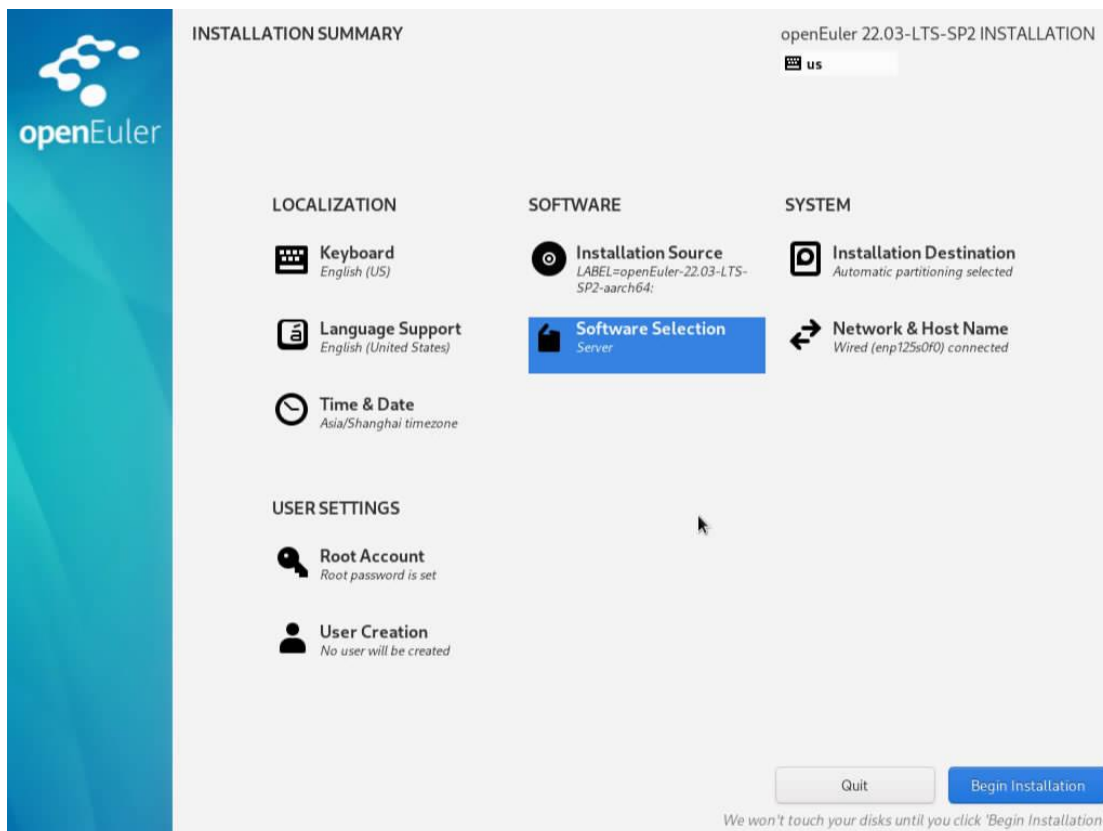 openEuler
INSTALLATION SUMMARY
openEuler 22.03-LTS-SP2 INSTALLATION
us
LOCALIZATION
Keyboard
English (US)
Language Support
English (United States)
Time & Date
Asia/Shanghai timezone
SOFTWARE
Installation Source
LABEL=openEuler-22.03-LTS-
SP2-aarch64:
Software Selection
Server
SYSTEM
Installation Destination
Automatic partitioning selected
Network & Host Name
Wired (enp125s0f0) connected
USER SETTINGS
Root Account
Root password is set
User Creation
No user will be created
Quit
Begin Installation
We won't touch your disks until you click 'Begin Installation